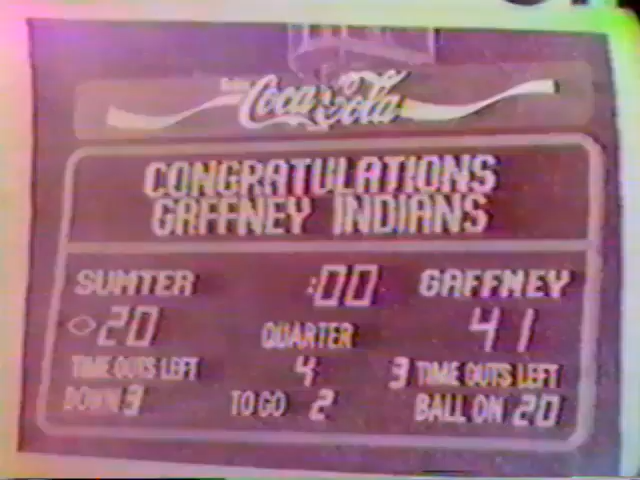 Coca-Cola
CONGRATULATIONS
GAFFNEY INDIANS
SUMTER :00 GAFFNEY
20 QUARTER 41
TIME OUTS LEFT 4 3 TIME OUTS LEFT
DOWN 3 TO GO 2 BALL ON 20